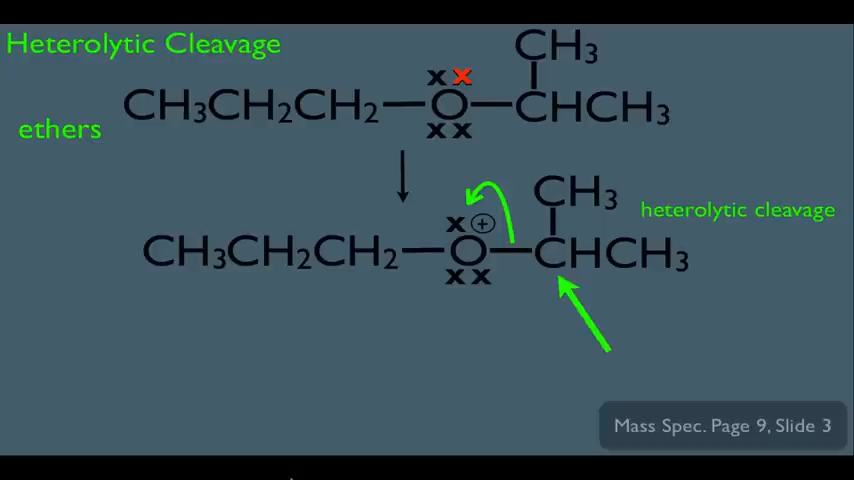 Heterolytic Cleavage
CH3
x x
CH3CH2CH2—O—CHCH3
x x
ethers
CH3
heterolytic cleavage
x +
CH3CH2CH2—O—CHCH3
x x
Mass Spec. Page 9, Slide 3